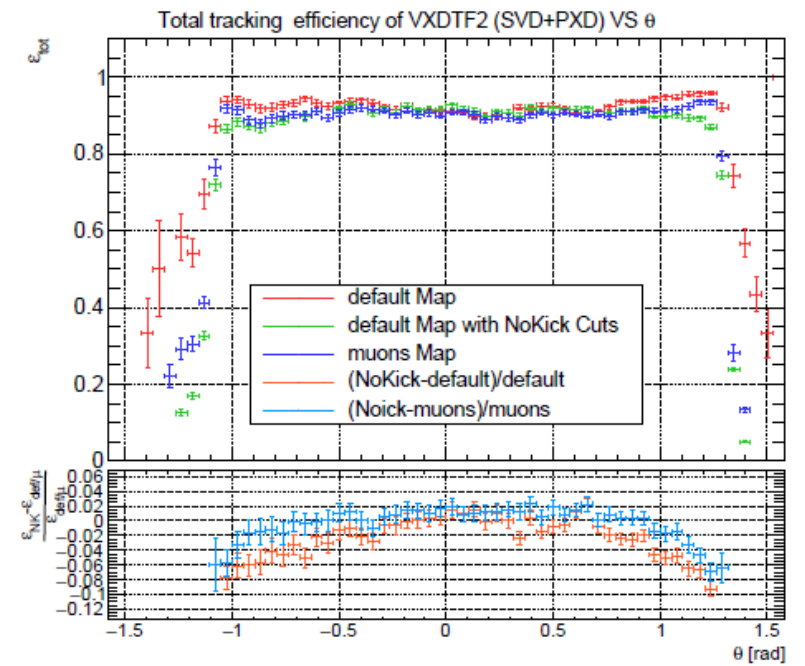 Total tracking efficiency of VXDTF2 (SVD+PXD) VS θ
ε_tot
1
0.8
0.6
0.4
0.2
0
default Map
default Map with NoKick Cuts
muons Map
(NoKick-default)/default
(Noick-muons)/muons
ε_NK-ε_def/μ
ε_def/μ
0.06
0.04
0.02
0
−0.02
−0.04
−0.06
−0.08
−0.1
−0.12
−1.5 −1 −0.5 0 0.5 1 1.5
θ [rad]